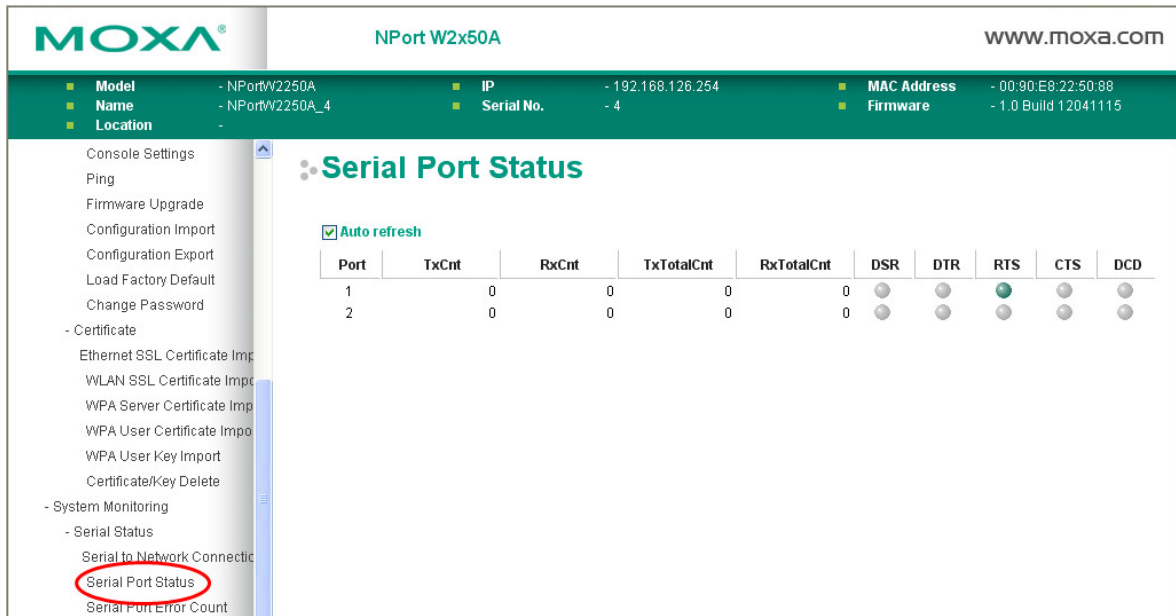 MOXA®
NPort W2x50A
www.moxa.com
Model - NPortW2250A IP - 192.168.126.254 MAC Address - 00:90:E8:22:50:88
Name - NPortW2250A_4 Serial No. - 4 Firmware - 1.0 Build 12041115
Location -
Console Settings
Ping
Firmware Upgrade
Configuration Import
Configuration Export
Load Factory Default
Change Password
- Certificate
Ethernet SSL Certificate Imp
WLAN SSL Certificate Impo
WPA Server Certificate Imp
WPA User Certificate Impo
WPA User Key Import
Certificate/Key Delete
- System Monitoring
- Serial Status
Serial to Network Connectic
Serial Port Status
Serial Port Error Count
Serial Port Status
Auto refresh
Port TxCnt RxCnt TxTotalCnt RxTotalCnt DSR DTR RTS CTS DCD
1 0 0 0 0
2 0 0 0 0